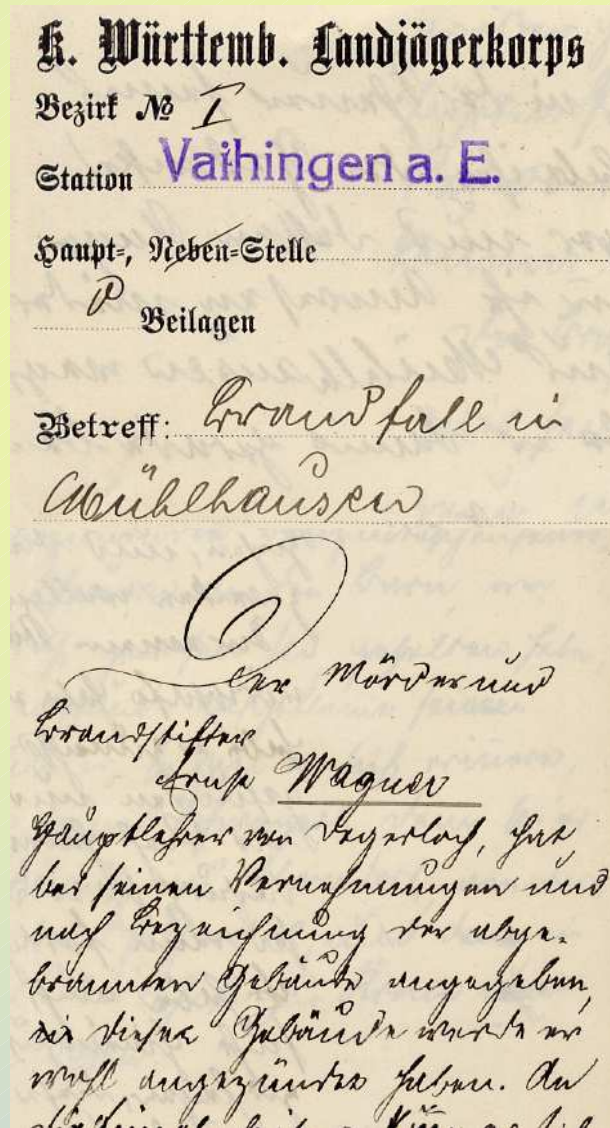 K. Württemb. Landjägerkorps
Bezirk № I
Station Vaihingen a. E.
Haupt-, Neben-Stelle
Beilagen
Betreff: Brandfall in
Mühlhausen
Der Mörder und
Brandstifter
Ernst Wagner
Hauptlehrer von Degerloch, hat
bei seinen Vernehmungen und
nach Bezeichnung der abge-
brannten Gebäude angegeben,
diese Gebäude werde er
wohl angezündet haben. An